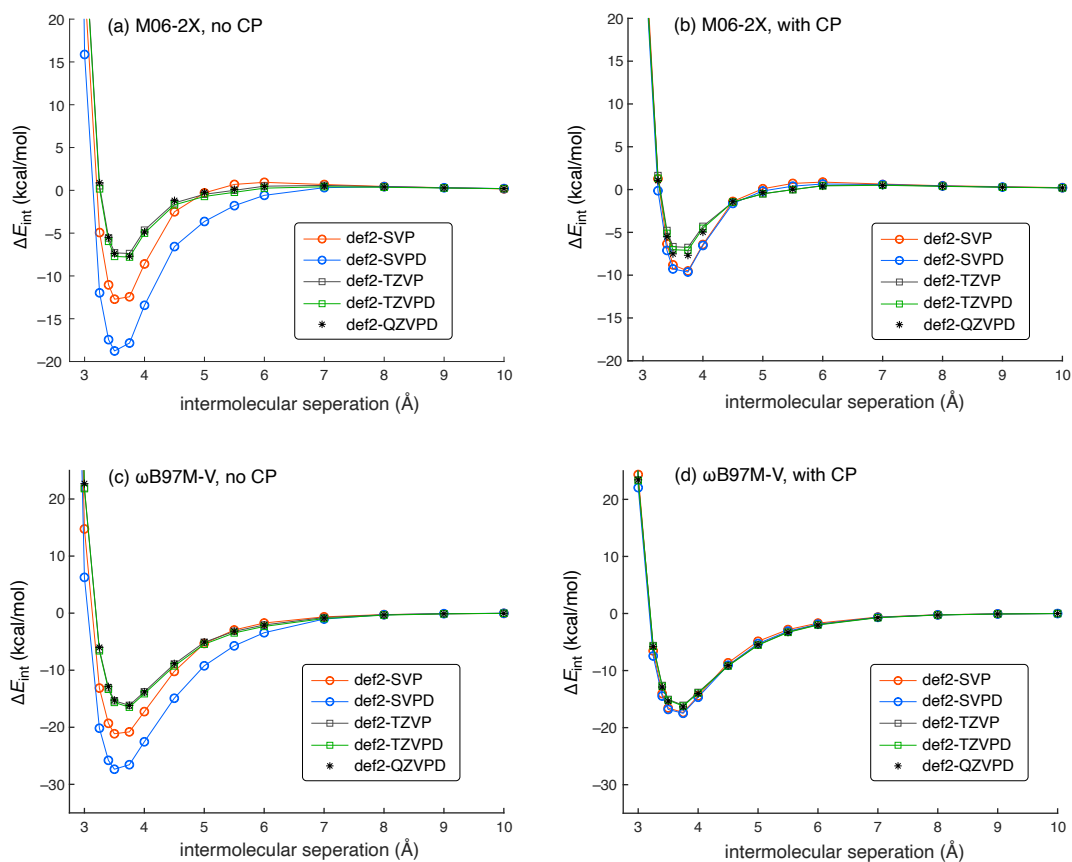 (a) M06-2X, no CP
20
15
10
5
0
−5
−10
−15
−20
ΔEint (kcal/mol)
def2-SVP
def2-SVPD
def2-TZVP
def2-TZVPD
def2-QZVPD
3 4 5 6 7 8 9 10
intermolecular seperation (Å)
(b) M06-2X, with CP
20
15
10
5
0
−5
−10
−15
−20
ΔEint (kcal/mol)
def2-SVP
def2-SVPD
def2-TZVP
def2-TZVPD
def2-QZVPD
3 4 5 6 7 8 9 10
intermolecular seperation (Å)
(c) ωB97M-V, no CP
20
10
0
−10
−20
−30
ΔEint (kcal/mol)
def2-SVP
def2-SVPD
def2-TZVP
def2-TZVPD
def2-QZVPD
3 4 5 6 7 8 9 10
intermolecular seperation (Å)
(d) ωB97M-V, with CP
20
10
0
−10
−20
−30
ΔEint (kcal/mol)
def2-SVP
def2-SVPD
def2-TZVP
def2-TZVPD
def2-QZVPD
3 4 5 6 7 8 9 10
intermolecular seperation (Å)